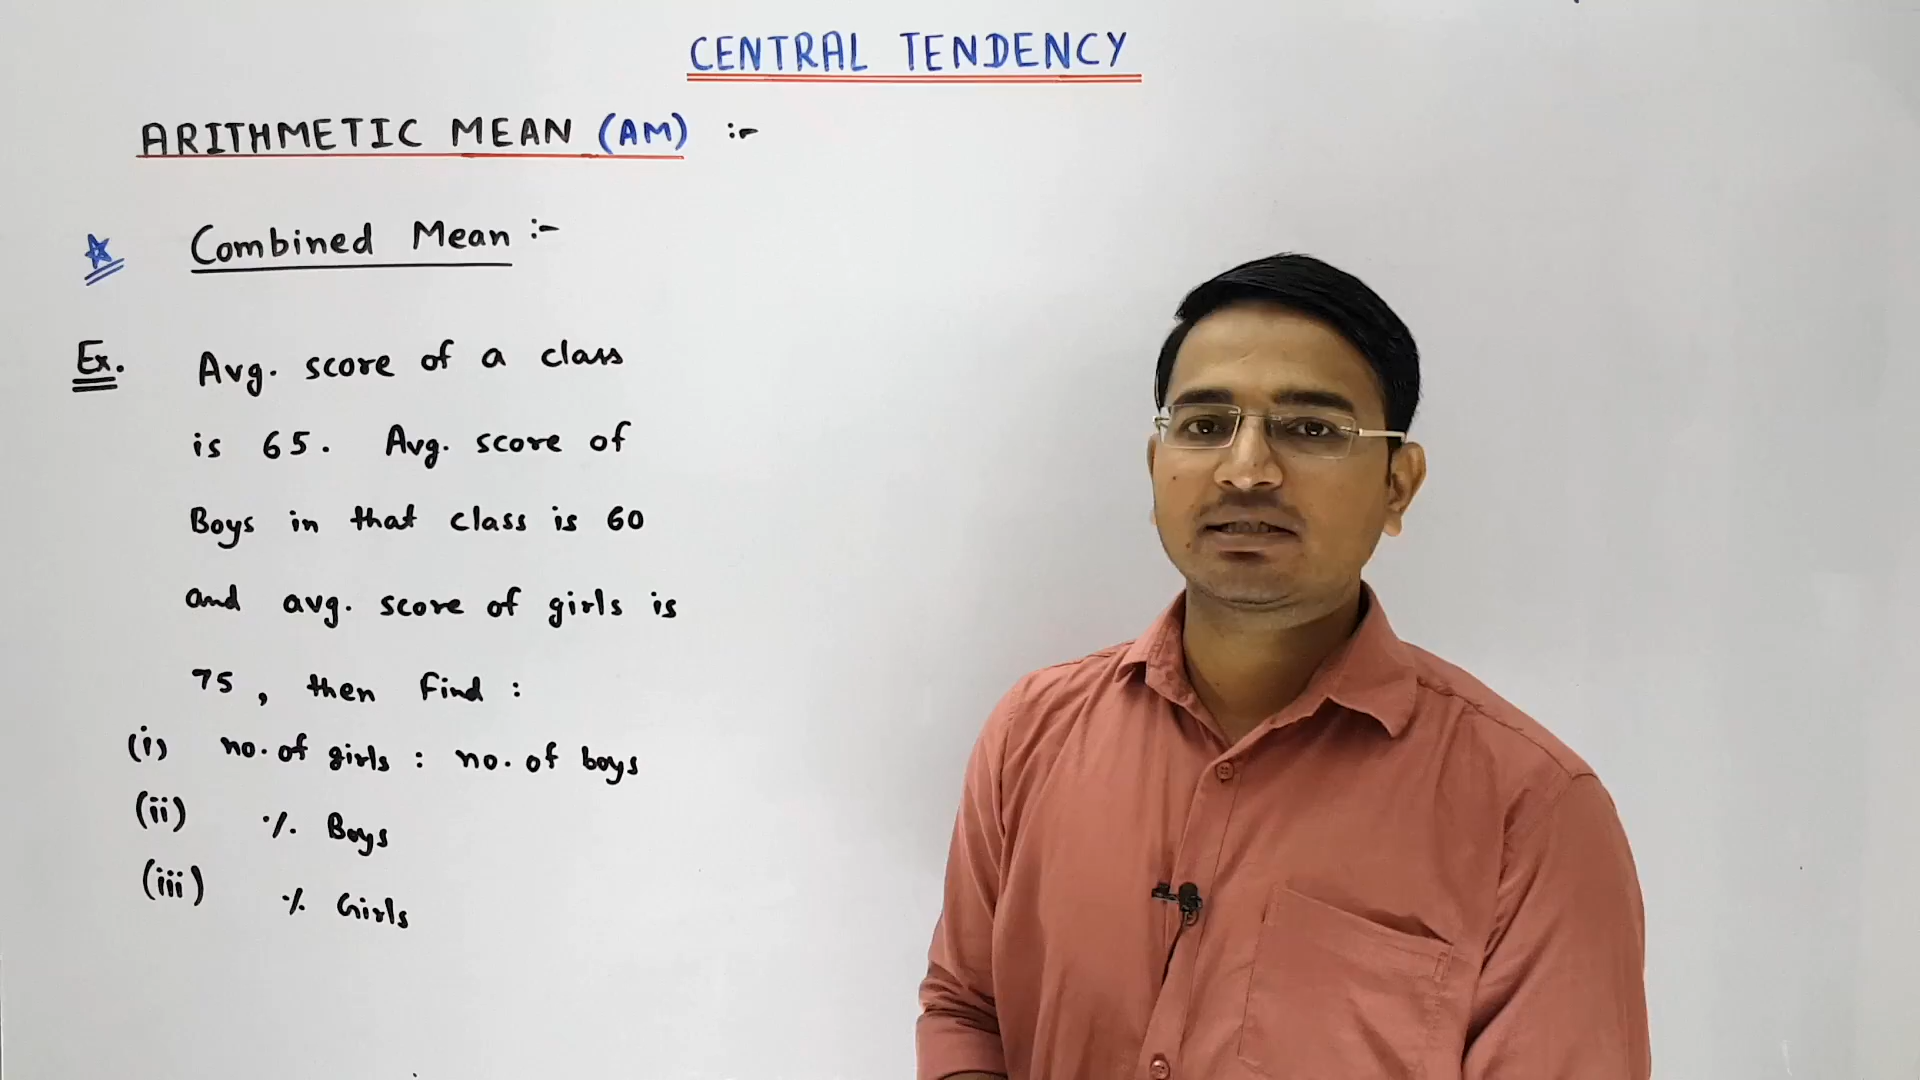 CENTRAL TENDENCY
ARITHMETIC MEAN (AM) :-
Combined Mean :-
Ex. Avg. score of a class
is 65. Avg. score of
Boys in that class is 60
and avg. score of girls is
75, then find :
(i) no. of girls : no. of boys
(ii) % Boys
(iii) % Girls